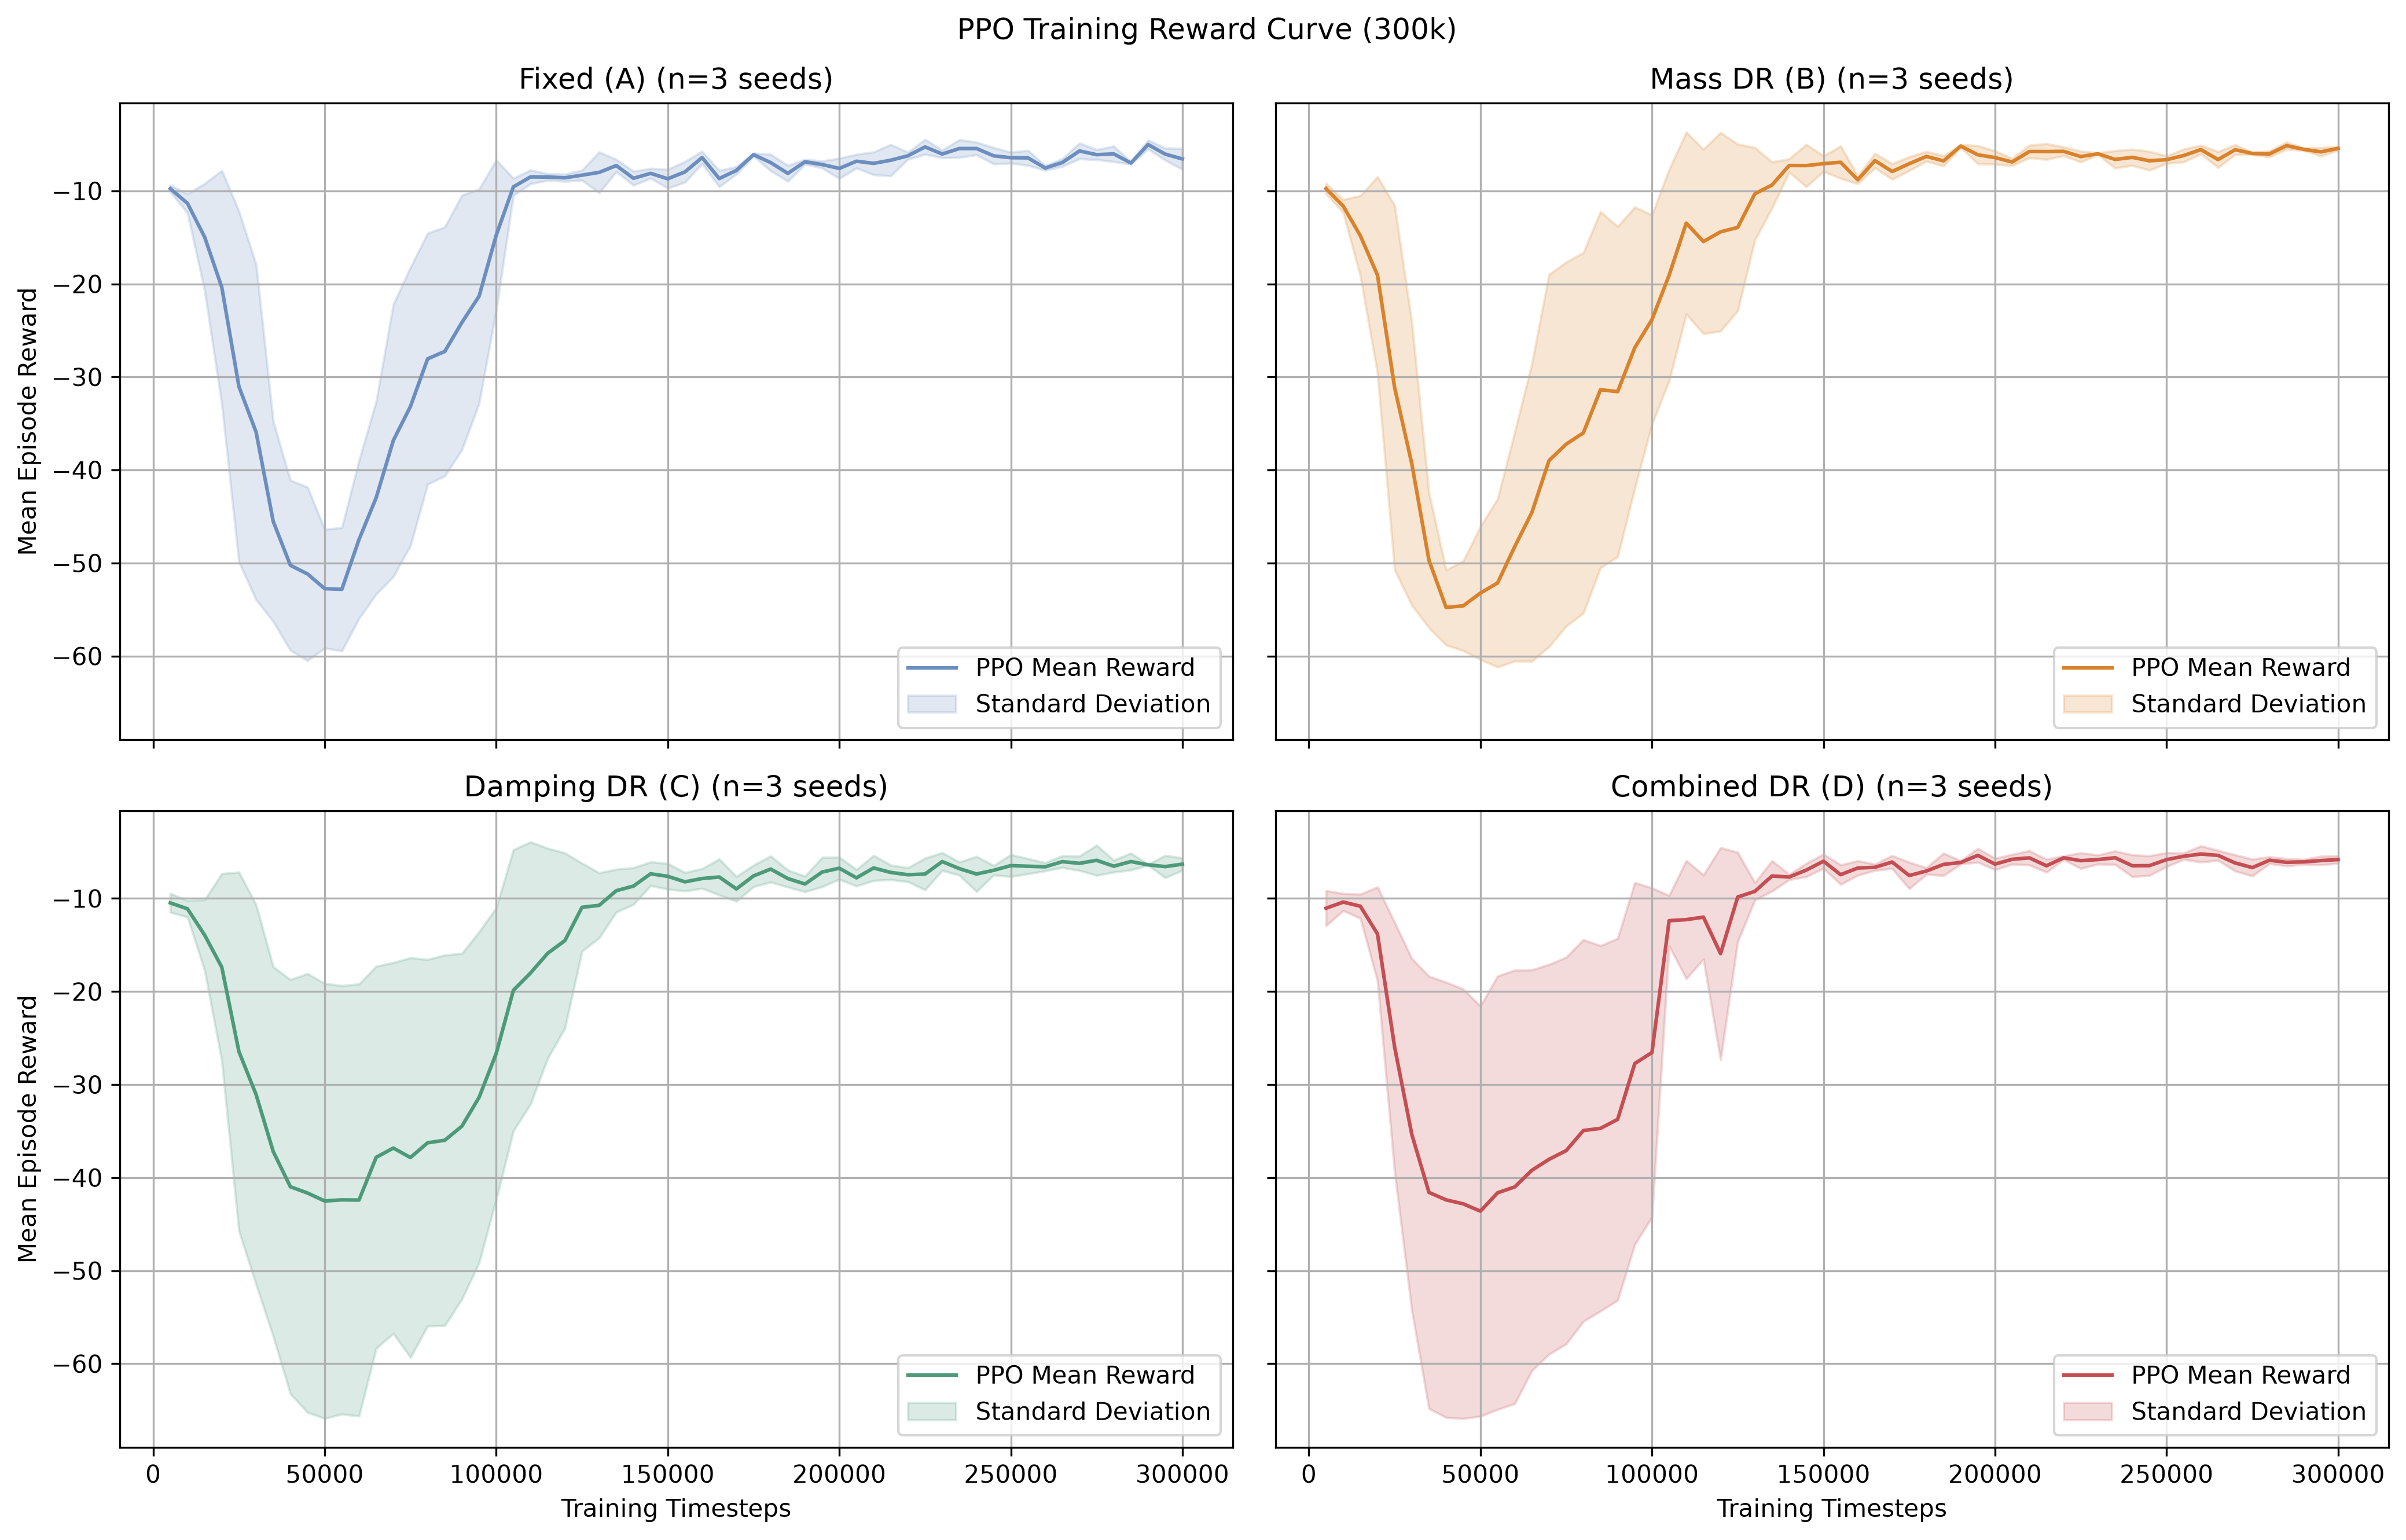 PPO Training Reward Curve (300k)
Fixed (A) (n=3 seeds)
Mean Episode Reward
−10
−20
−30
−40
−50
−60
PPO Mean Reward
Standard Deviation
Mass DR (B) (n=3 seeds)
PPO Mean Reward
Standard Deviation
Damping DR (C) (n=3 seeds)
Mean Episode Reward
−10
−20
−30
−40
−50
−60
PPO Mean Reward
Standard Deviation
0 50000 100000 150000 200000 250000 300000
Training Timesteps
Combined DR (D) (n=3 seeds)
PPO Mean Reward
Standard Deviation
0 50000 100000 150000 200000 250000 300000
Training Timesteps